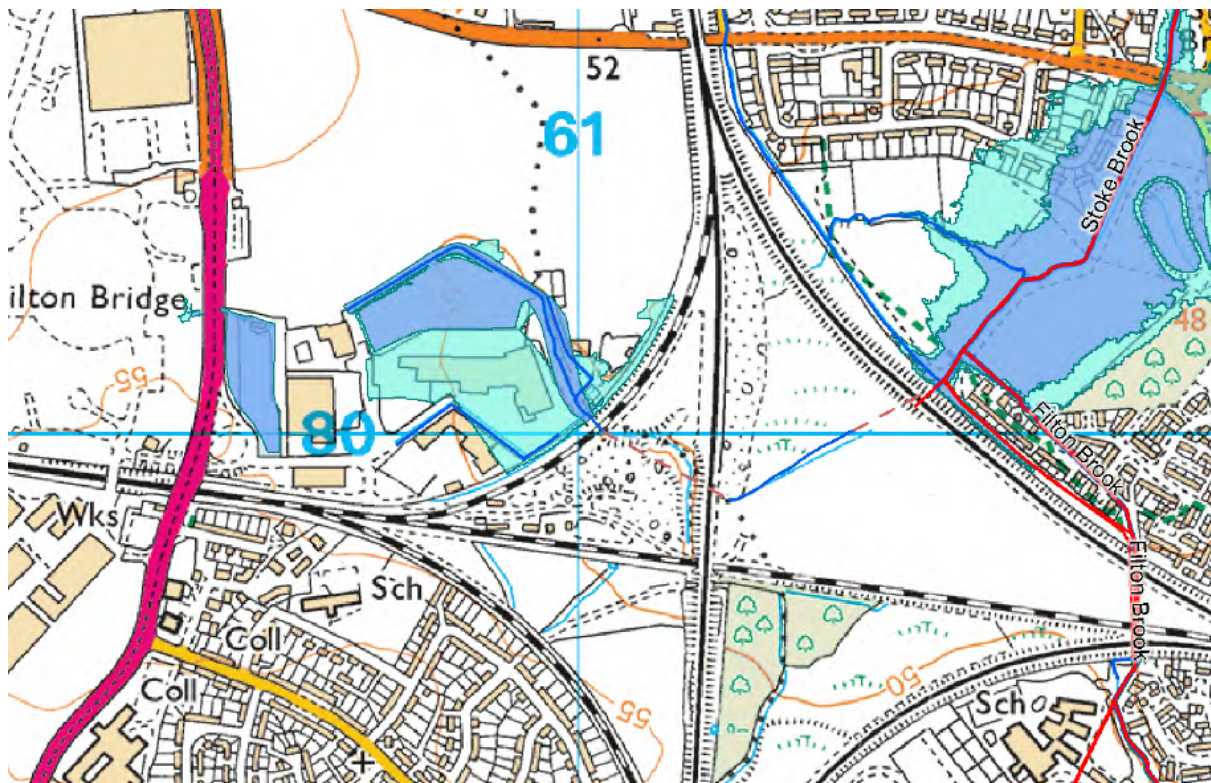 52
61
Stoke Brook
ilton Bridge
48
55
80
Filton Brook
Wks
Sch
Filton Brook
Coll
Coll
50
55
Sch